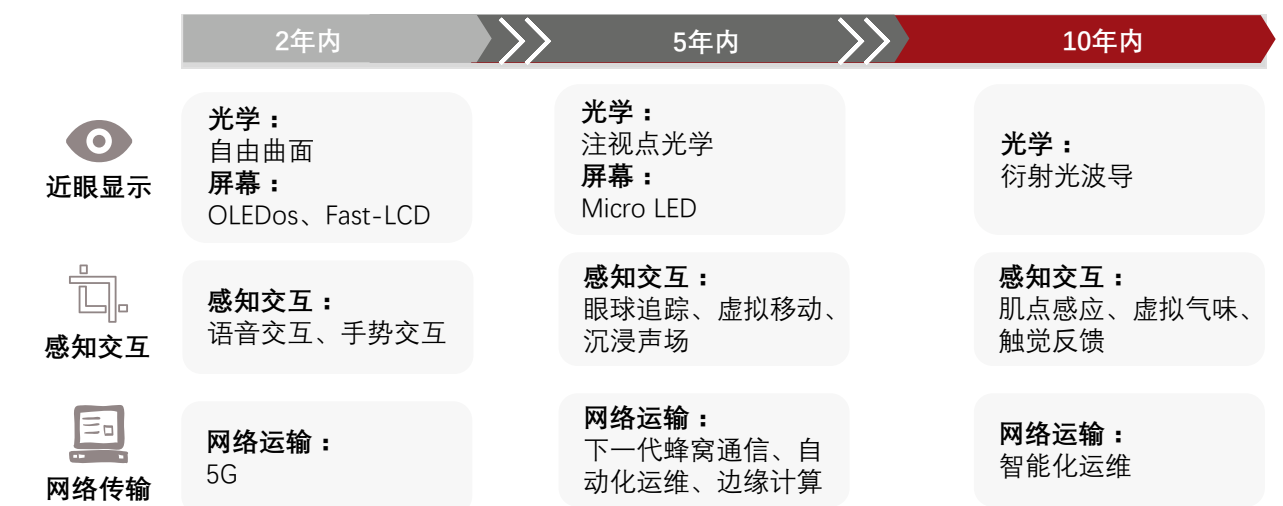 2年内
5年内
10年内
近眼显示
光学：
自由曲面
屏幕：
OLEDos、Fast-LCD
光学：
注视点光学
屏幕：
Micro LED
光学：
衍射光波导
感知交互
感知交互：
语音交互、手势交互
感知交互：
眼球追踪、虚拟移动、
沉浸声场
感知交互：
肌点感应、虚拟气味、
触觉反馈
网络传输
网络运输：
5G
网络运输：
下一代蜂窝通信、自
动化运维、边缘计算
网络运输：
智能化运维